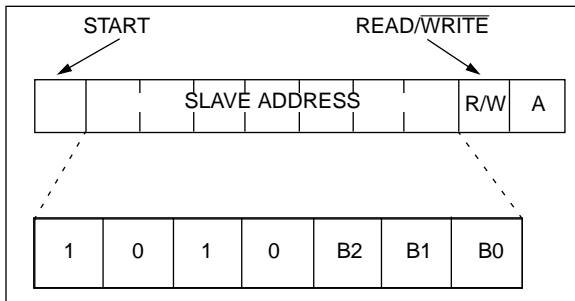 START READ/WRITE
SLAVE ADDRESS R/W A
1 0 1 0 B2 B1 B0